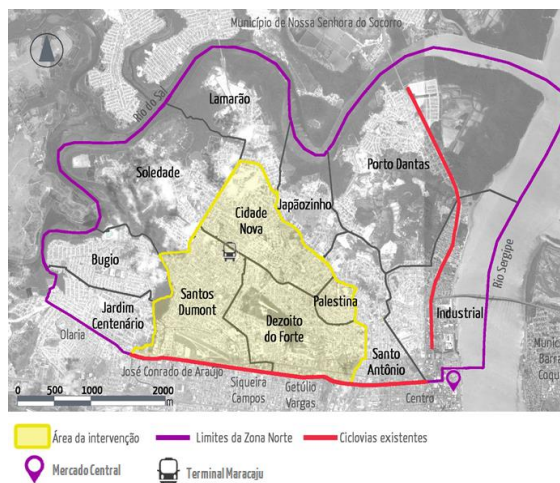 Município de Nossa Senhora do Socorro
Lamarão
Rio do Sal
Porto Dantas
Soledade
Japãozinho
Cidade
Nova
Bugio
Rio Sergipe
Santos
Dumont
Palestina
Jardim
Centenário
Dezoito
do Forte
Industrial
Olaria
Santo
Antônio
José Conrado de Araújo
Siqueira
Campos
Getúlio
Vargas
Centro
Muni
Barra
Coqu
0 500 1000 2000
m
Área da intervenção
Limites da Zona Norte
Ciclovias existentes
Mercado Central
Terminal Maracaju